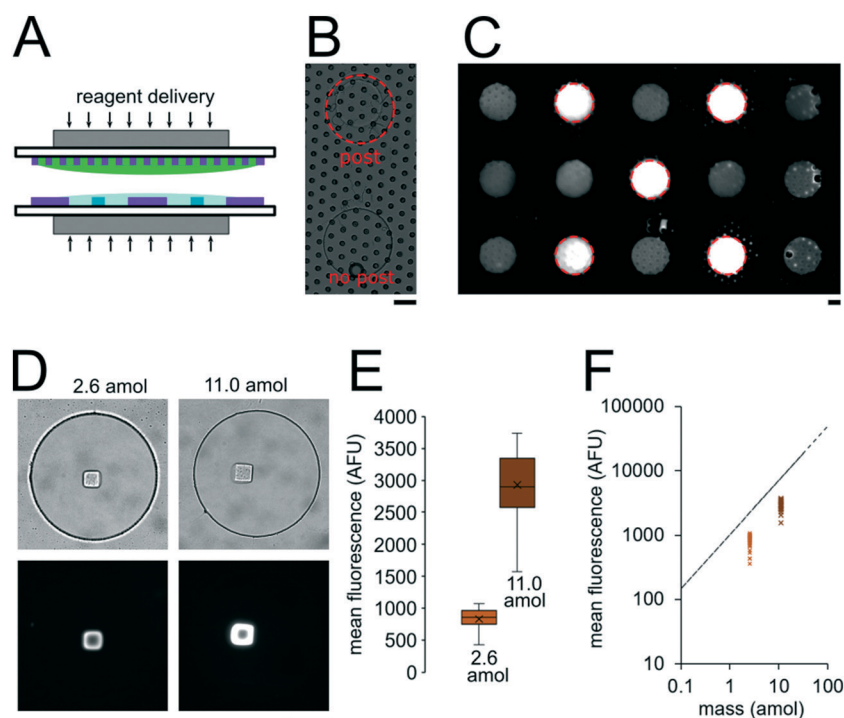 A
reagent delivery
B
post
no post
C
D
2.6 amol
11.0 amol
E
mean fluorescence (AFU)
4000
3500
3000
2500
2000
1500
1000
500
0
11.0
amol
2.6
amol
F
mean fluorescence (AFU)
100000
10000
1000
100
10
0.1
1
10
100
mass (amol)